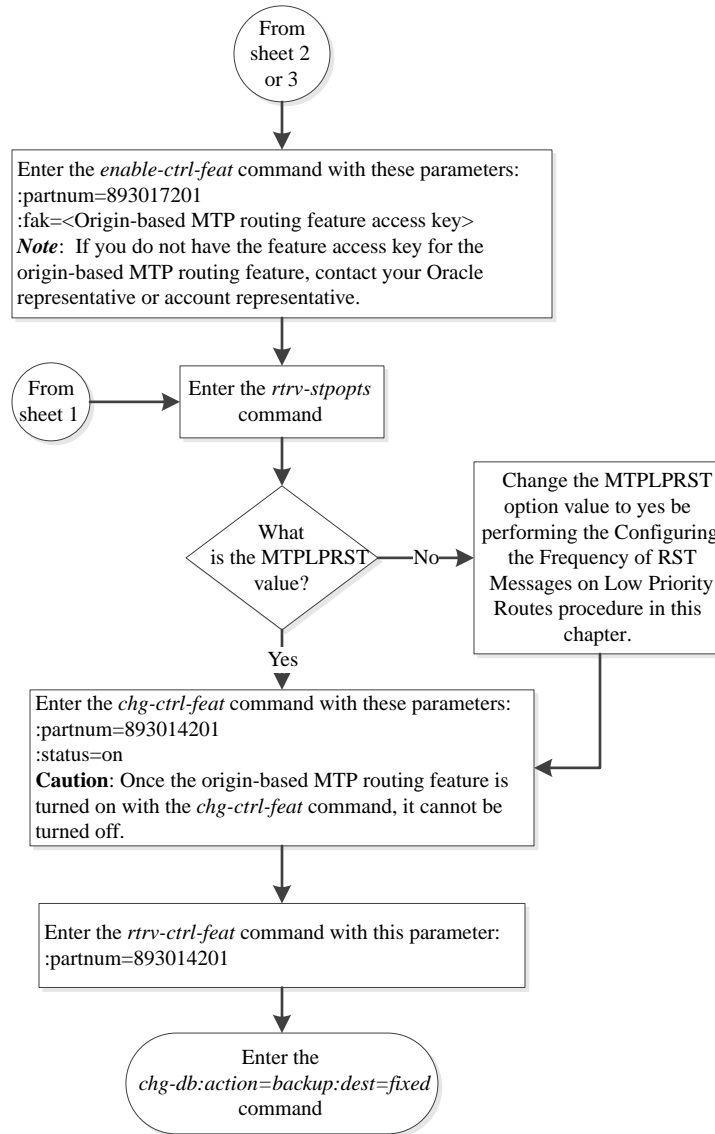 From
sheet 2
or 3
Enter the enable-ctrl-feat command with these parameters:
:partnum=893017201
:fak=<Origin-based MTP routing feature access key>
Note: If you do not have the feature access key for the
origin-based MTP routing feature, contact your Oracle
representative or account representative.
From
sheet 1
Enter the rtrv-stpopts
command
What
is the MTPLPRST
value?
No
Change the MTPLPRST
option value to yes be
performing the Configuring
the Frequency of RST
Messages on Low Priority
Routes procedure in this
chapter.
Yes
Enter the chg-ctrl-feat command with these parameters:
:partnum=893014201
:status=on
Caution: Once the origin-based MTP routing feature is
turned on with the chg-ctrl-feat command, it cannot be
turned off.
Enter the rtrv-ctrl-feat command with this parameter:
:partnum=893014201
Enter the
chg-db:action=backup:dest=fixed
command